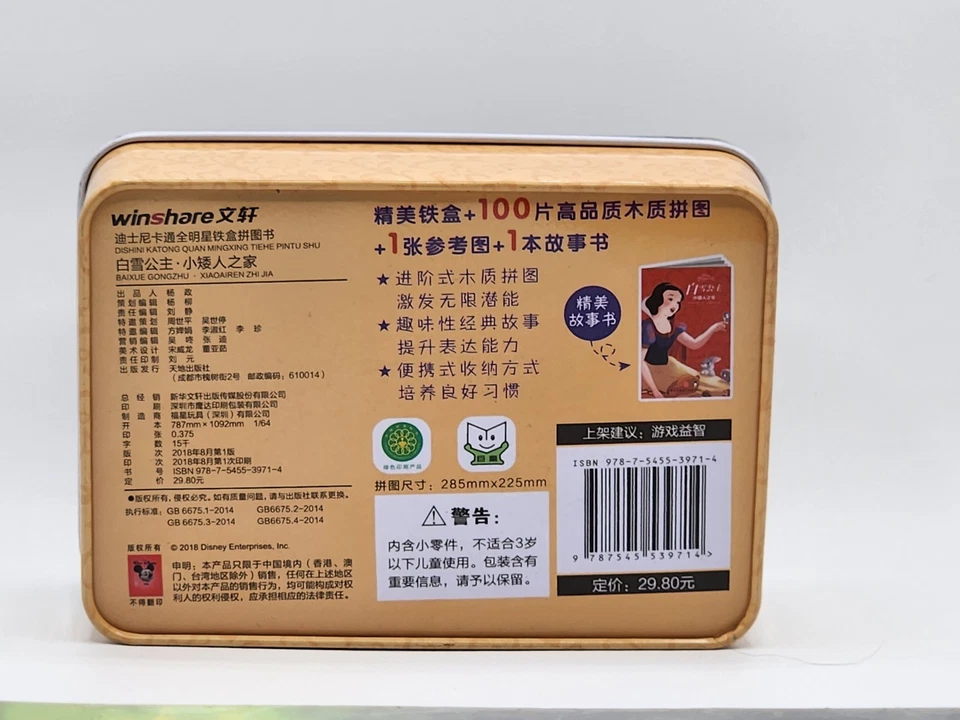 winshare文轩
迪士尼卡通全明星铁盒拼图书
DISHINI KATONG QUAN MINGXING TIEHE PINTU SHU
白雪公主·小矮人之家
BAIXUE GONGZHU · XIAOAIREN ZHI JIA
出品人 杨政
策划编辑 杨柳
责任编辑 刘静
特邀策划 周世平 吴世停
特邀编辑 方婵娟 李淑红 李珍
营销编辑 吴咚 张迪
美术设计 宋威龙 董亚茹
责任印制 刘元
出版发行 天地出版社
(成都市槐树街2号 邮政编码:610014)
总经销 新华文轩出版传媒股份有限公司
印刷 深圳市鹰达印刷包装有限公司
制造商 福星玩具(深圳)有限公司
开本 787mm×1092mm 1/64
印张 0.375
字数 15千
版次 2018年8月第1版
印次 2018年8月第1次印刷
书号 ISBN 978-7-5455-3971-4
定价 29.80元
●版权所有,侵权必究。如有质量问题,请与出版社联系更换。
执行标准:GB 6675.1-2014 GB6675.2-2014
GB 6675.3-2014 GB6675.4-2014
版权所有
不得翻印
© 2018 Disney Enterprises, Inc.
申明:本产品只限于中国境内(香港、澳
门、台湾地区除外)销售,任何在上述地区
以外对本产品的销售行为,均可能构成对权
利人的权利侵权,应承担相应的法律责任。
精美铁盒+100片高品质木质拼图
+1张参考图+1本故事书
★进阶式木质拼图
激发无限潜能
★趣味性经典故事
提升表达能力
★便携式收纳方式
培养良好习惯
精美
故事书
白雪公主
小矮人之家
绿色印刷产品
拼图尺寸:285mmx225mm
警告:
内含小零件,不适合3岁
以下儿童使用。包装含有
重要信息,请予以保留。
上架建议:游戏益智
ISBN 978-7-5455-3971-4
9 787545 539714 >
定价:29.80元